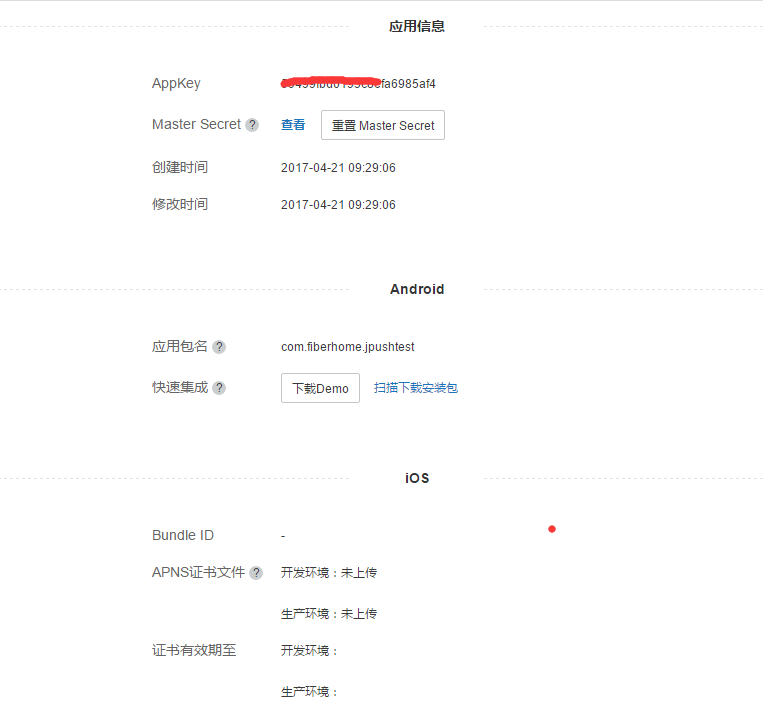 应用信息
AppKey fa6985af4
Master Secret ? 查看 重置 Master Secret
创建时间 2017-04-21 09:29:06
修改时间 2017-04-21 09:29:06
Android
应用包名 ? com.fiberhome.jpushtest
快速集成 ? 下载Demo 扫描下载安装包
iOS
Bundle ID -
APNS证书文件 ? 开发环境：未上传
生产环境：未上传
证书有效期至 开发环境：
生产环境：